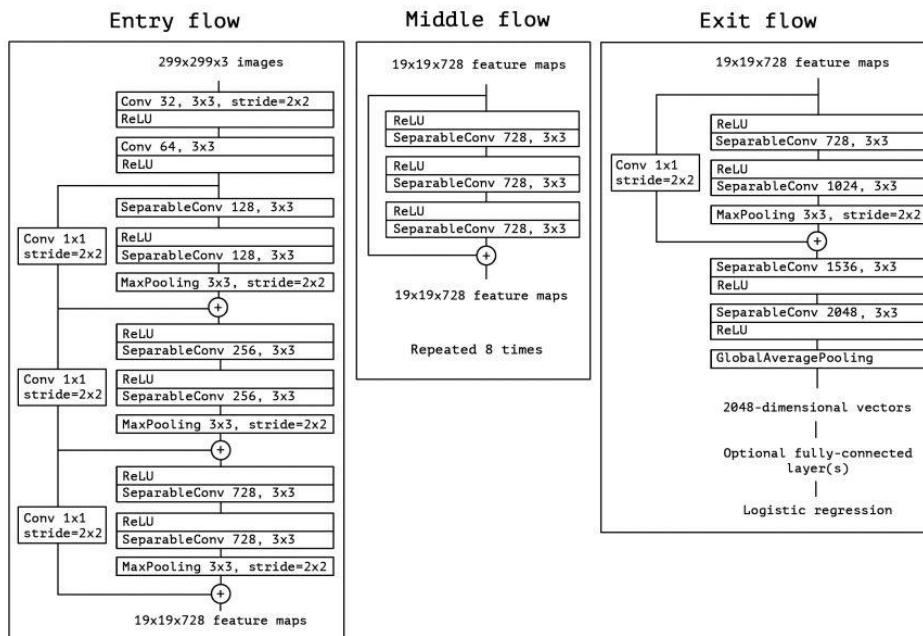 Entry flow
299x299x3 images
Conv 32, 3x3, stride=2x2
ReLU
Conv 64, 3x3
ReLU
SeparableConv 128, 3x3
Conv 1x1
stride=2x2
ReLU
SeparableConv 128, 3x3
MaxPooling 3x3, stride=2x2
+
ReLU
SeparableConv 256, 3x3
Conv 1x1
stride=2x2
ReLU
SeparableConv 256, 3x3
MaxPooling 3x3, stride=2x2
+
ReLU
SeparableConv 728, 3x3
Conv 1x1
stride=2x2
ReLU
SeparableConv 728, 3x3
MaxPooling 3x3, stride=2x2
+
19x19x728 feature maps
Middle flow
19x19x728 feature maps
ReLU
SeparableConv 728, 3x3
ReLU
SeparableConv 728, 3x3
ReLU
SeparableConv 728, 3x3
+
19x19x728 feature maps
Repeated 8 times
Exit flow
19x19x728 feature maps
ReLU
SeparableConv 728, 3x3
Conv 1x1
stride=2x2
ReLU
SeparableConv 1024, 3x3
MaxPooling 3x3, stride=2x2
+
SeparableConv 1536, 3x3
ReLU
SeparableConv 2048, 3x3
ReLU
GlobalAveragePooling
2048-dimensional vectors
Optional fully-connected
layer(s)
Logistic regression